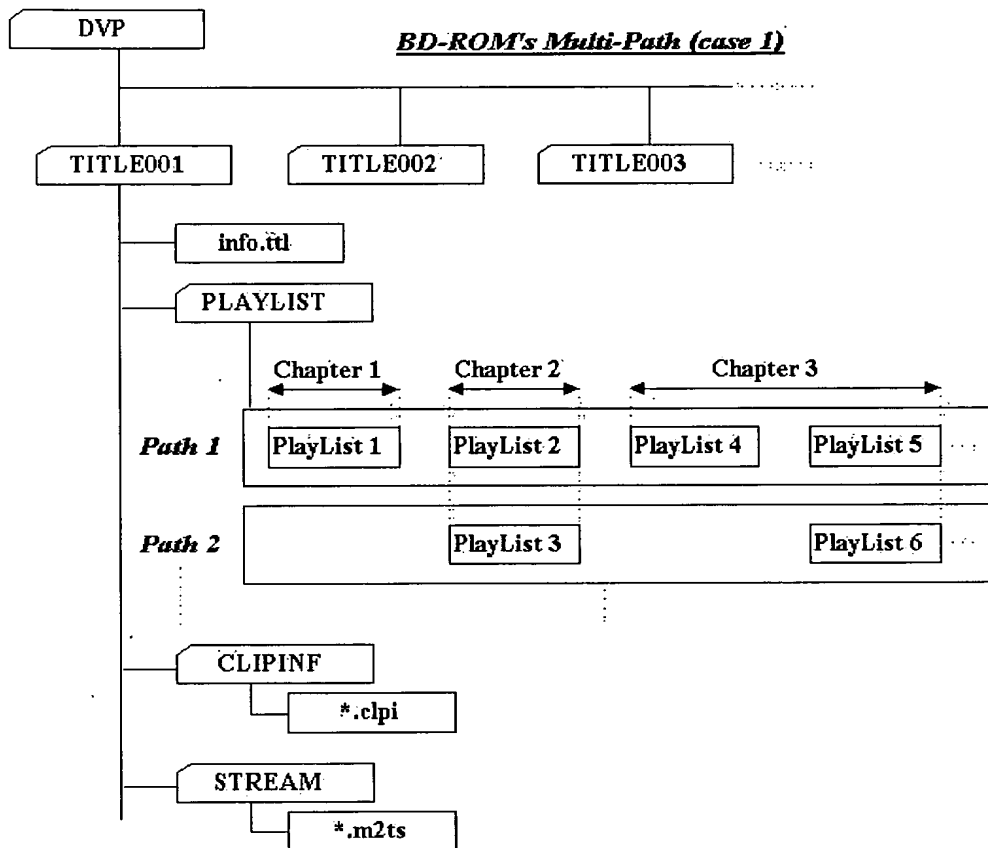 DVP
BD-ROM's Multi-Path (case 1)
TITLE001
TITLE002
TITLE003
info.ttl
PLAYLIST
Chapter 1
Chapter 2
Chapter 3
Path 1
PlayList 1
PlayList 2
PlayList 4
PlayList 5
Path 2
PlayList 3
PlayList 6
CLIPINF
*.clpi
STREAM
*.m2ts